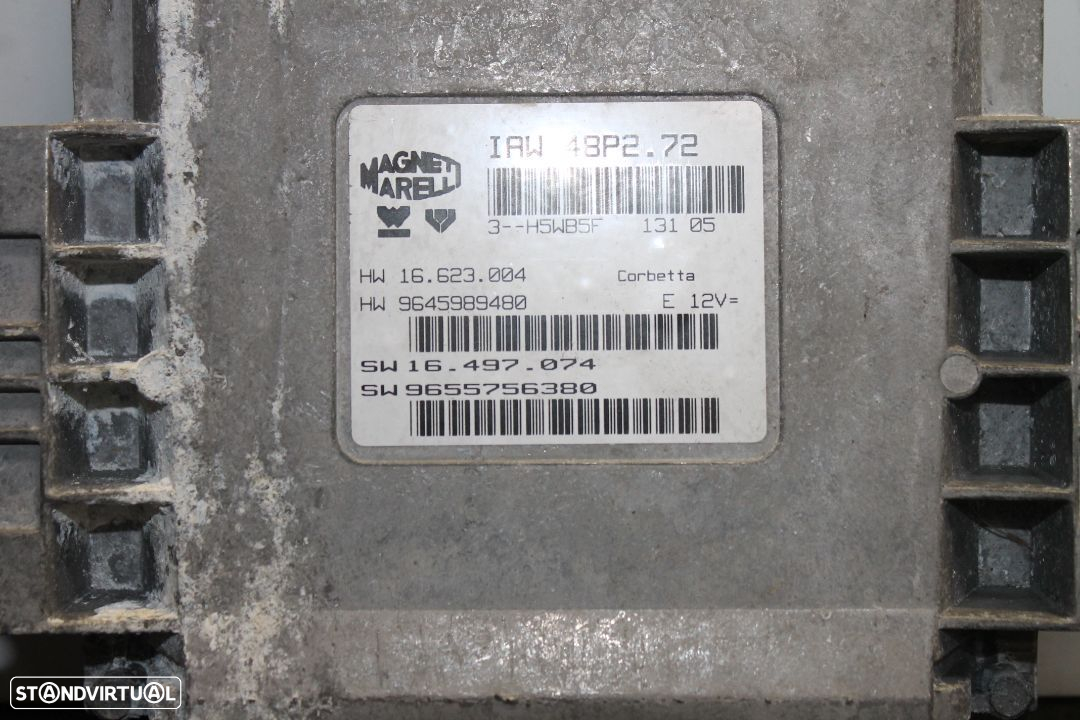 IAW 48P2.72
MAGNETI
MARELLI
3--H5WB5F 131 05
HW 16.623.004 Corbetta
HW 9645989480 E 12V=
SW 16.497.074
SW 9655756380
STANDVIRTUAL